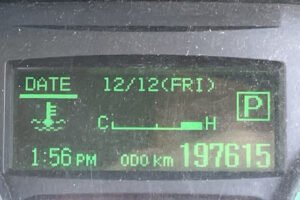 DATE 12/12(FRI)
P
C H
1:56 PM ODO km 197615